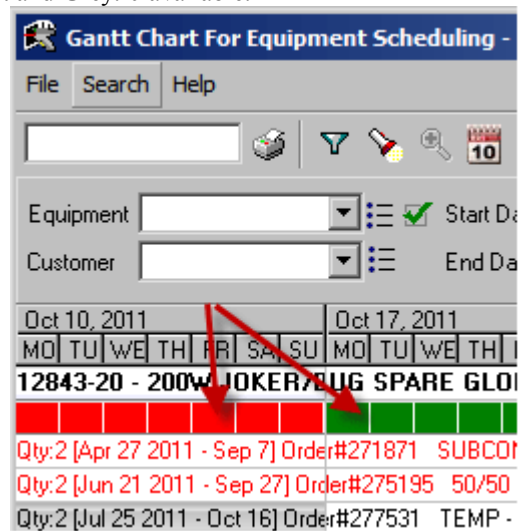 Gantt Chart For Equipment Scheduling -
File Search Help
10
Equipment Start Da
Customer End Da
Oct 10, 2011 Oct 17, 2011
MO TU WE TH FR SA SU MO TU WE TH
12843-20 - 200W JOKER/BUG SPARE GLO
Qty:2 [Apr 27 2011 - Sep 7] Order#271871 SUBCON
Qty:2 [Jun 21 2011 - Sep 27] Order#275195 50/50
Qty:2 [Jul 25 2011 - Oct 16] Order#277531 TEMP -